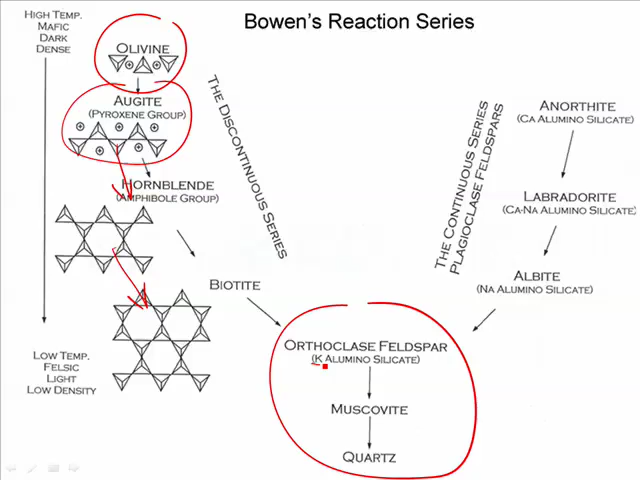 Bowen's Reaction Series
HIGH TEMP.
MAFIC
DARK
DENSE
OLIVINE
AUGITE
(PYROXENE GROUP)
HORNBLENDE
(AMPHIBOLE GROUP)
BIOTITE
THE DISCONTINUOUS SERIES
THE CONTINUOUS SERIES
PLAGIOCLASE FELDSPARS
ANORTHITE
(CA ALUMINO SILICATE)
LABRADORITE
(CA-NA ALUMINO SILICATE)
ALBITE
(NA ALUMINO SILICATE)
ORTHOCLASE FELDSPAR
(K ALUMINO SILICATE)
MUSCOVITE
QUARTZ
LOW TEMP.
FELSIC
LIGHT
LOW DENSITY